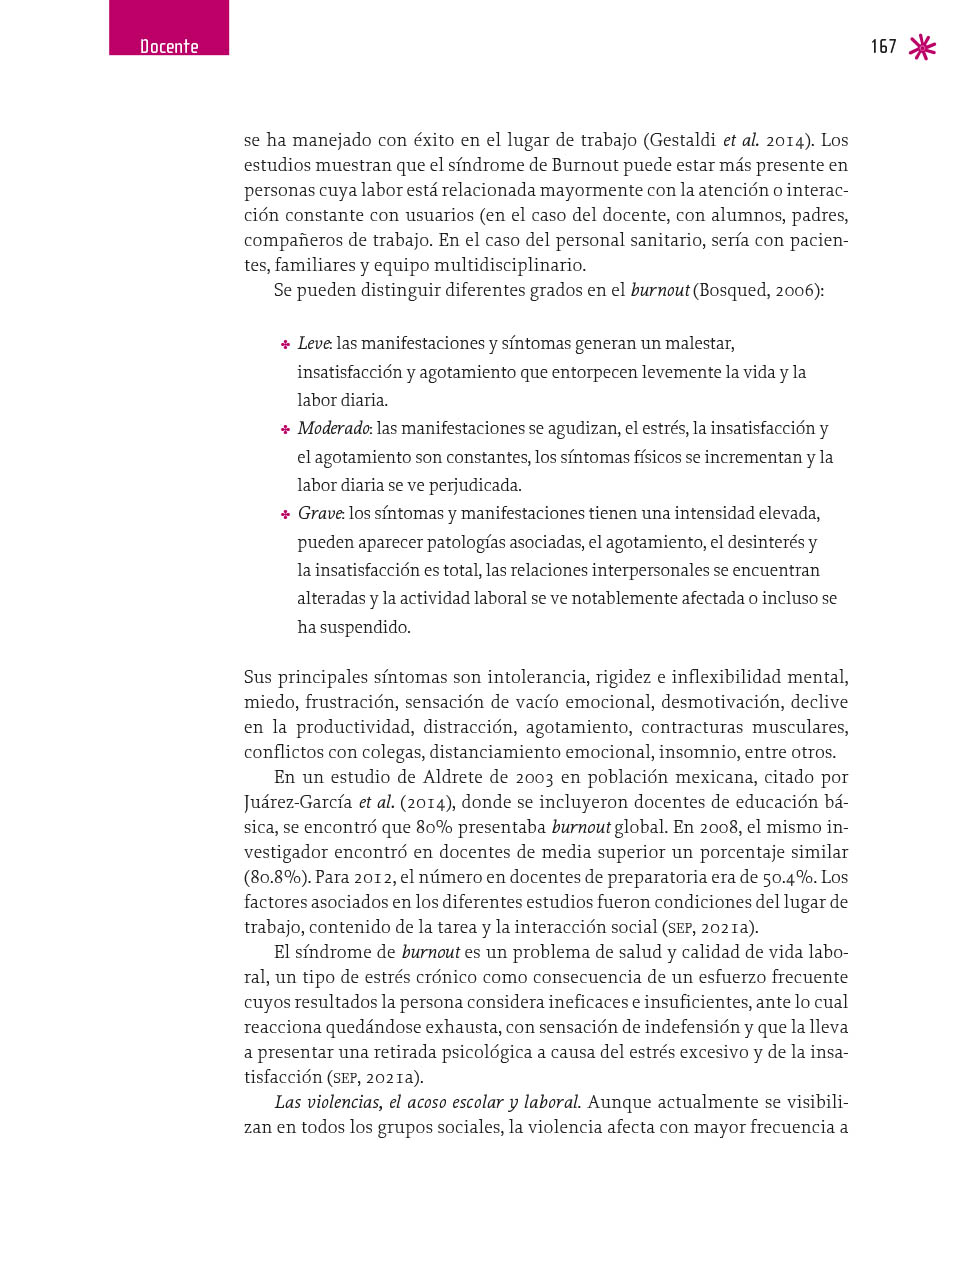 Docente
167
se ha manejado con éxito en el lugar de trabajo (Gestaldi et al. 2014). Los
estudios muestran que el síndrome de Burnout puede estar más presente en
personas cuya labor está relacionada mayormente con la atención o interac-
ción constante con usuarios (en el caso del docente, con alumnos, padres,
compañeros de trabajo. En el caso del personal sanitario, sería con pacien-
tes, familiares y equipo multidisciplinario.
Se pueden distinguir diferentes grados en el burnout (Bosqued, 2006):
✤ Leve: las manifestaciones y síntomas generan un malestar,
insatisfacción y agotamiento que entorpecen levemente la vida y la
labor diaria.
✤ Moderado: las manifestaciones se agudizan, el estrés, la insatisfacción y
el agotamiento son constantes, los síntomas físicos se incrementan y la
labor diaria se ve perjudicada.
✤ Grave: los síntomas y manifestaciones tienen una intensidad elevada,
pueden aparecer patologías asociadas, el agotamiento, el desinterés y
la insatisfacción es total, las relaciones interpersonales se encuentran
alteradas y la actividad laboral se ve notablemente afectada o incluso se
ha suspendido.
Sus principales síntomas son intolerancia, rigidez e inflexibilidad mental,
miedo, frustración, sensación de vacío emocional, desmotivación, declive
en la productividad, distracción, agotamiento, contracturas musculares,
conflictos con colegas, distanciamiento emocional, insomnio, entre otros.
En un estudio de Aldrete de 2003 en población mexicana, citado por
Juárez-García et al. (2014), donde se incluyeron docentes de educación bá-
sica, se encontró que 80% presentaba burnout global. En 2008, el mismo in-
vestigador encontró en docentes de media superior un porcentaje similar
(80.8%). Para 2012, el número en docentes de preparatoria era de 50.4%. Los
factores asociados en los diferentes estudios fueron condiciones del lugar de
trabajo, contenido de la tarea y la interacción social (SEP, 2021a).
El síndrome de burnout es un problema de salud y calidad de vida labo-
ral, un tipo de estrés crónico como consecuencia de un esfuerzo frecuente
cuyos resultados la persona considera ineficaces e insuficientes, ante lo cual
reacciona quedándose exhausta, con sensación de indefensión y que la lleva
a presentar una retirada psicológica a causa del estrés excesivo y de la insa-
tisfacción (SEP, 2021a).
Las violencias, el acoso escolar y laboral. Aunque actualmente se visibili-
zan en todos los grupos sociales, la violencia afecta con mayor frecuencia a